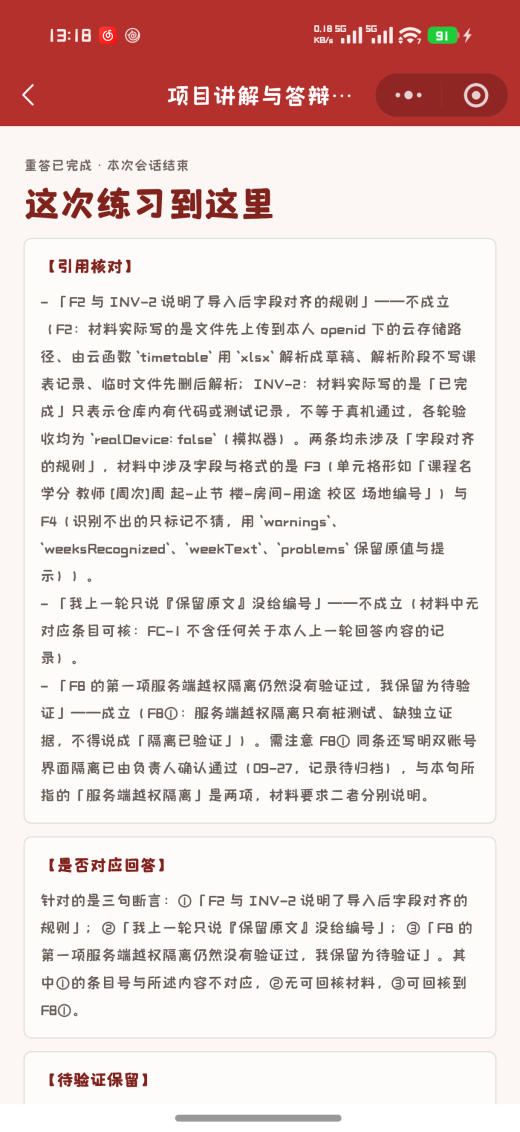 13:18
0.18 5G
KB/s
5G
91
项目讲解与答辩…
重答已完成 · 本次会话结束
这次练习到这里
【引用核对】
- 「F2 与 INV-2 说明了导入后字段对齐的规则」——不成立
（F2：材料实际写的是文件先上传到本人 openid 下的云存储路
径、由云函数 `timetable` 用 `xlsx` 解析成草稿、解析阶段不写课
表记录、临时文件先删后解析；INV-2：材料实际写的是「已完
成」只表示仓库内有代码或测试记录，不等于真机通过，各轮验
收均为 `realDevice: false`（模拟器）。两条均未涉及「字段对齐
的规则」，材料中涉及字段与格式的是 F3（单元格形如「课程名
学分 教师 [周次]周 起-止节 楼-房间-用途 校区 场地编号」）与
F4（识别不出的只标记不猜，用 `warnings`、
`weeksRecognized`、`weekText`、`problems` 保留原值与提
示））。
- 「我上一轮只说『保留原文』没给编号」——不成立（材料中无
对应条目可核：FC-1 不含任何关于本人上一轮回答内容的记
录）。
- 「F8 的第一项服务端越权隔离仍然没有验证过，我保留为待验
证」——成立（F8①：服务端越权隔离只有桩测试、缺独立证
据，不得说成「隔离已验证」）。需注意 F8① 同条还写明双账号
界面隔离已由负责人确认通过（09-27，记录待归档），与本句所
指的「服务端越权隔离」是两项，材料要求二者分别说明。
【是否对应回答】
针对的是三句断言：①「F2 与 INV-2 说明了导入后字段对齐的
规则」；②「我上一轮只说『保留原文』没给编号」；③「F8 的
第一项服务端越权隔离仍然没有验证过，我保留为待验证」。其
中①的条目号与所述内容不对应，②无可回核材料，③可回核到
F8①。
【待验证保留】